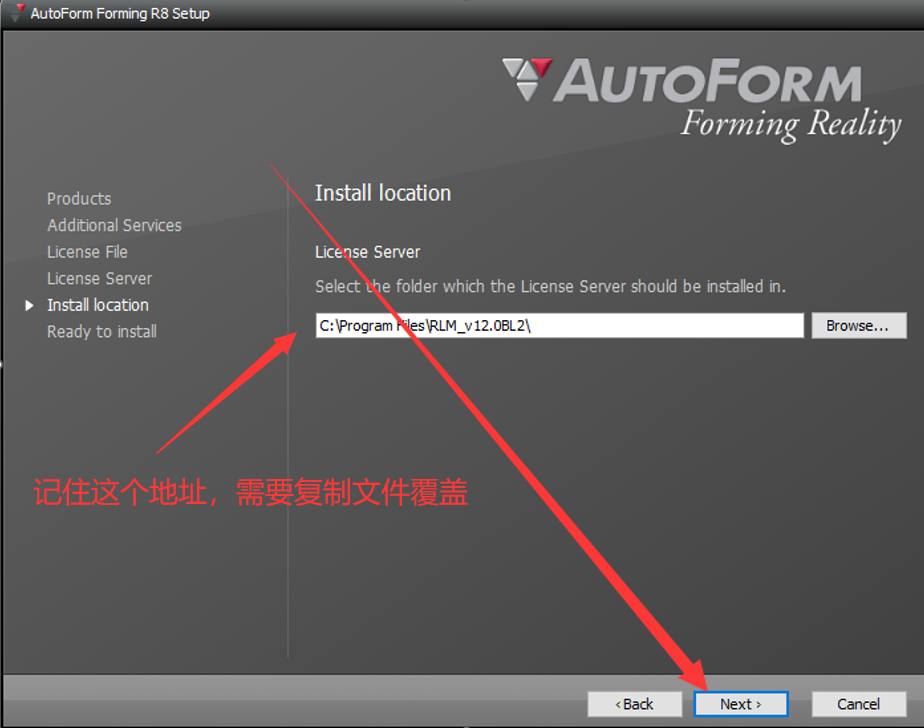 AutoForm Forming R8 Setup
AUTOFORM
Forming Reality
Products
Additional Services
License File
License Server
Install location
Ready to install
Install location
License Server
Select the folder which the License Server should be installed in.
C:\Program Files\RLM_v12.0BL2\
Browse...
记住这个地址，需要复制文件覆盖
‹ Back
Next ›
Cancel